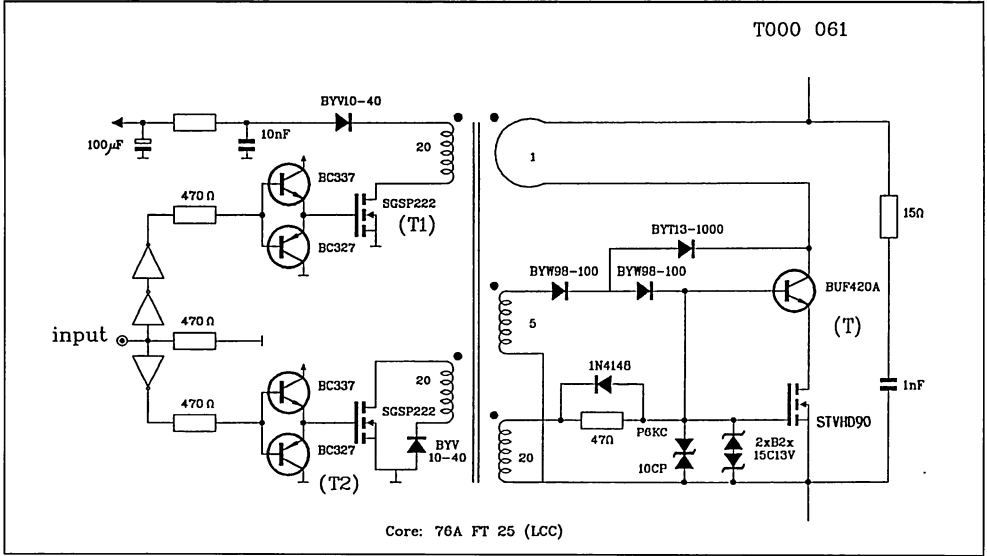 T000 061
BYV10-40
100µF
10nF
20
1
BC337
470 Ω
SGSP222
(T1)
BC327
15Ω
BYT13-1000
BYW98-100
BYW98-100
BUF420A
(T)
5
input
470 Ω
1N4148
1nF
BC337
20
470 Ω
SGSP222
47Ω
P6KC
10CP
2xB2x
15C13V
STVHD90
BYV
10-40
20
BC327
(T2)
Core: 76A FT 25 (LCC)